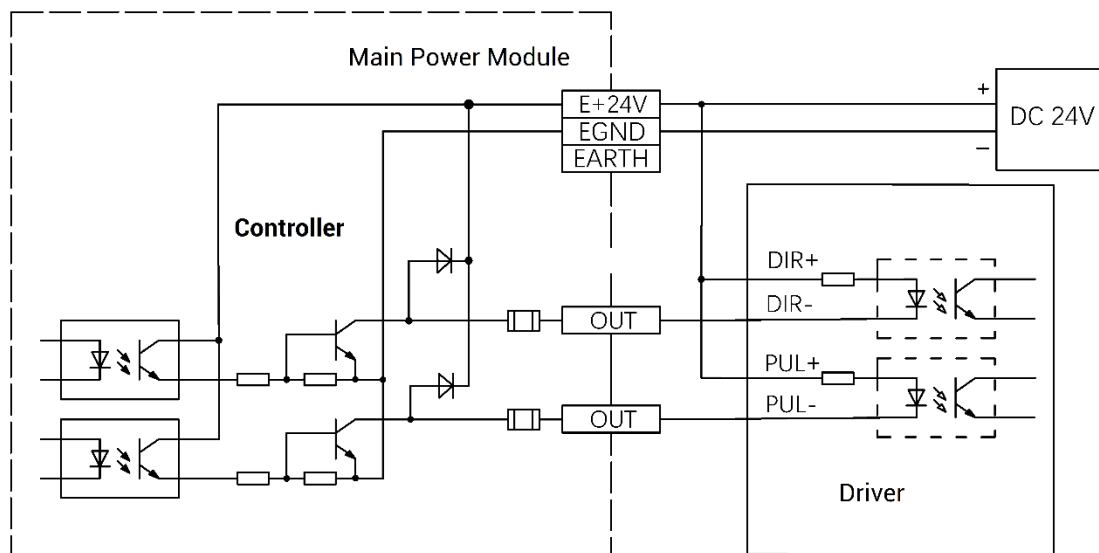 Main Power Module
E+24V
+
DC 24V
EGND
−
EARTH
Controller
DIR+
DIR-
OUT
PUL+
PUL-
OUT
Driver